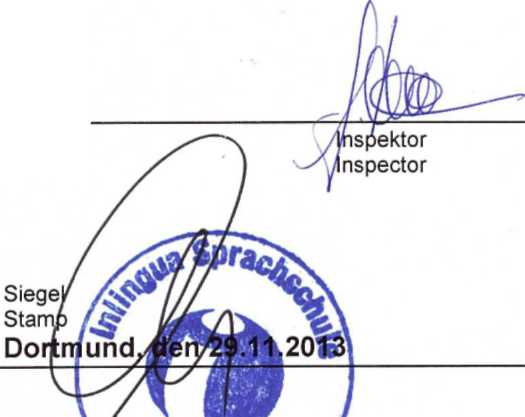 Inspektor
Inspector
Inlingua Sprachschule
Siegel
Stamp
Dortmund, den 29.11.2013